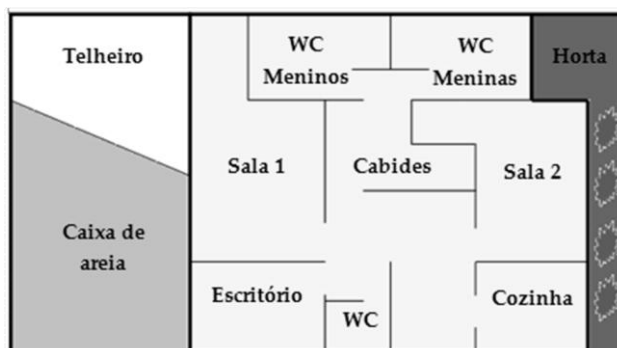 Telheiro
WC
Meninos
WC
Meninas
Horta
Sala 1
Cabides
Sala 2
Caixa de
areia
Escritório
WC
Cozinha